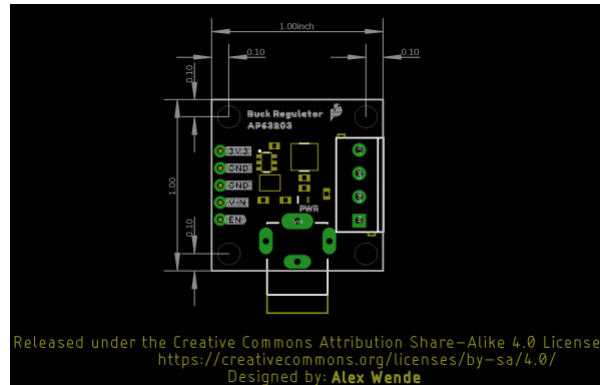 1.00inch
0.10
0.10
0.10
Buck Regulator
AP63203
3V3
GND
GND
VIN
EN
1.00
PWR
0.10
Released under the Creative Commons Attribution Share-Alike 4.0 License
https://creativecommons.org/licenses/by-sa/4.0/
Designed by: Alex Wende